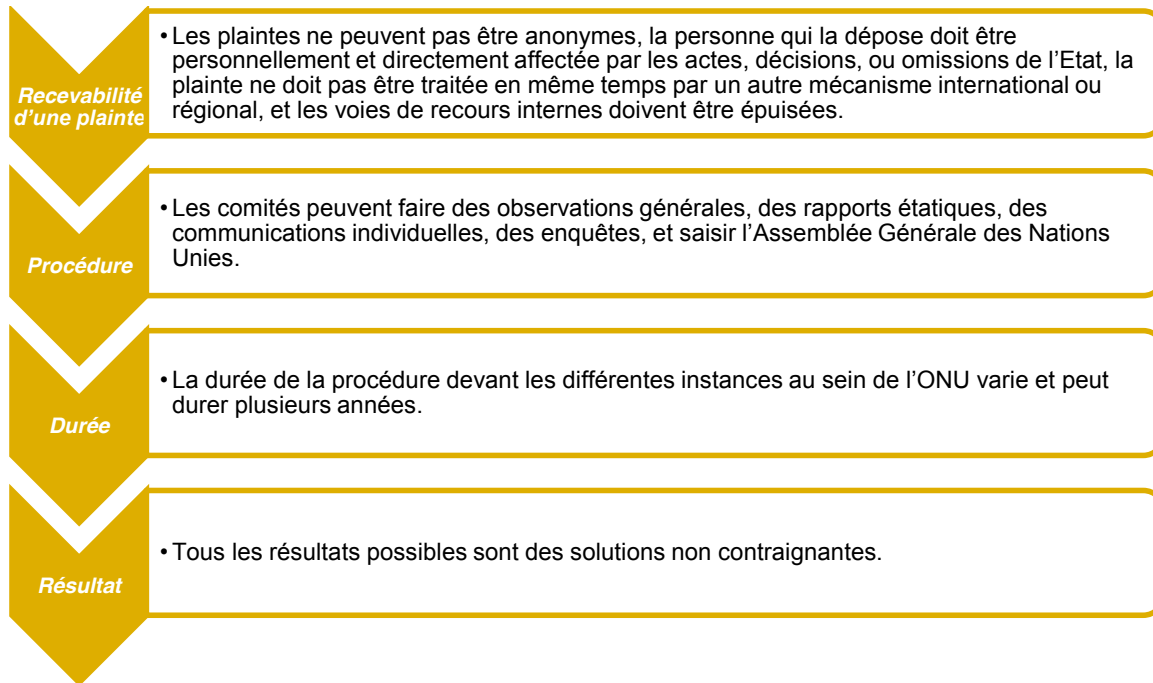 Recevabilité
d'une plainte
• Les plaintes ne peuvent pas être anonymes, la personne qui la dépose doit être
personnellement et directement affectée par les actes, décisions, ou omissions de l'Etat, la
plainte ne doit pas être traitée en même temps par un autre mécanisme international ou
régional, et les voies de recours internes doivent être épuisées.
Procédure
• Les comités peuvent faire des observations générales, des rapports étatiques, des
communications individuelles, des enquêtes, et saisir l'Assemblée Générale des Nations
Unies.
Durée
• La durée de la procédure devant les différentes instances au sein de l'ONU varie et peut
durer plusieurs années.
Résultat
• Tous les résultats possibles sont des solutions non contraignantes.